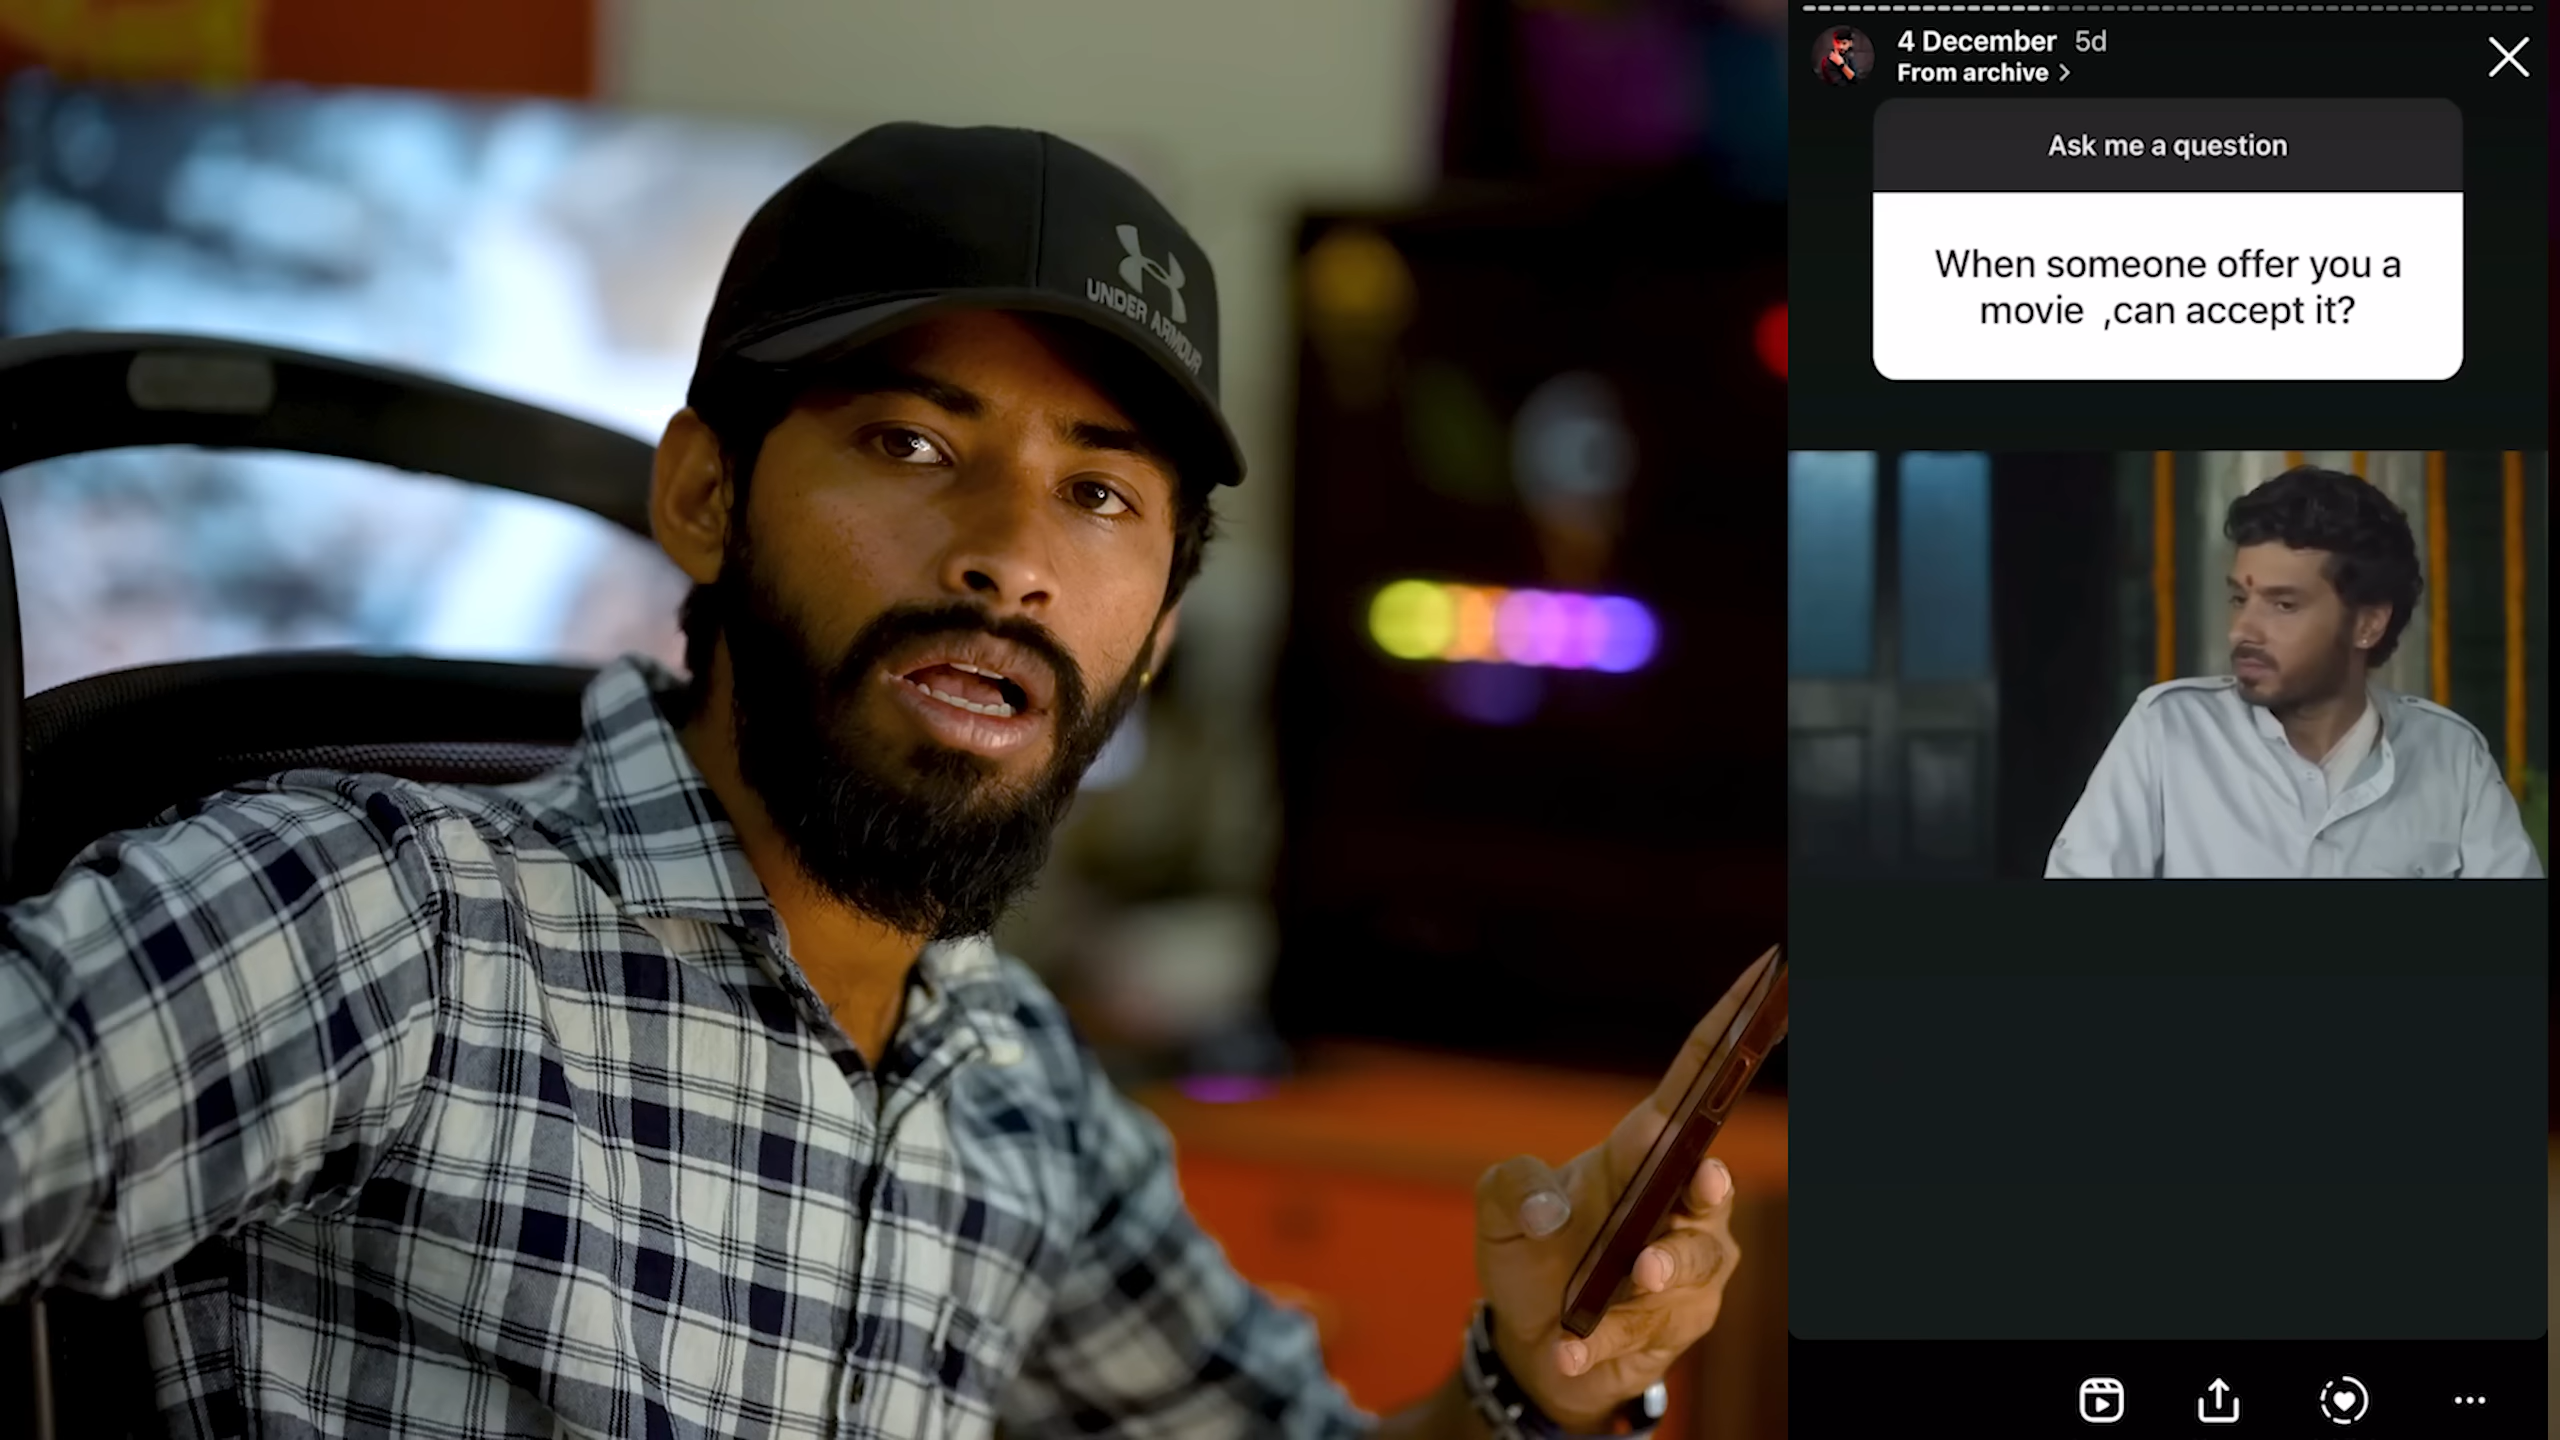 UNDER ARMOUR
4 December 5d
From archive >
Ask me a question
When someone offer you a
movie ,can accept it?